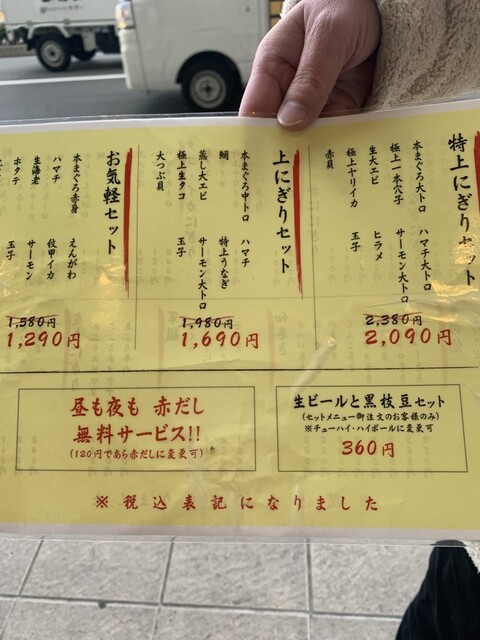 特上にぎりセット
本まぐろ大トロ ハマチ大トロ
極上一本穴子 サーモン大トロ
生大エビ ヒラメ
極上ヤリイカ 玉子
赤貝
2,380円
2,090円
上にぎりセット
本まぐろ中トロ ハマチ
鯛 特上うなぎ
蒸し大エビ サーモン大トロ
極上生タコ 玉子
大つぶ貝
1,980円
1,690円
お気軽セット
本まぐろ赤身 えんがわ
ハマチ 紋甲イカ
生海老 サーモン
ホタテ 玉子
1,580円
1,290円
昼も夜も 赤だし
無料サービス!!
(120円であら赤だしに変更可)
生ビールと黒枝豆セット
(セットメニュー御注文のお客様のみ)
※チューハイ・ハイボールに変更可
360円
※税込表記になりました